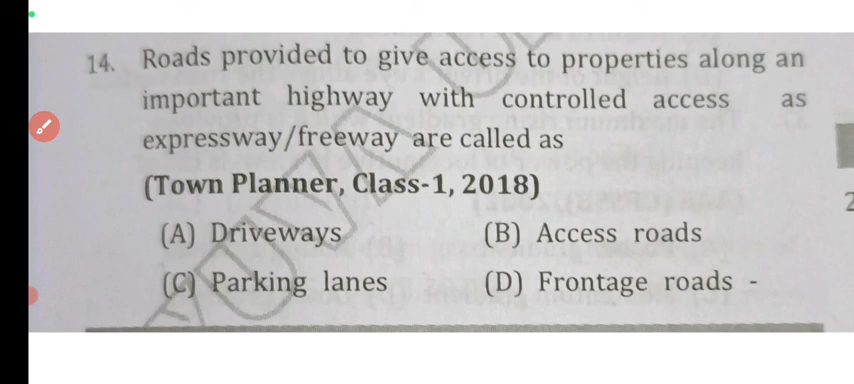 14. Roads provided to give access to properties along an
important highway with controlled access as
expressway/freeway are called as
(Town Planner, Class-1, 2018)
(A) Driveways (B) Access roads
(C) Parking lanes (D) Frontage roads -
2